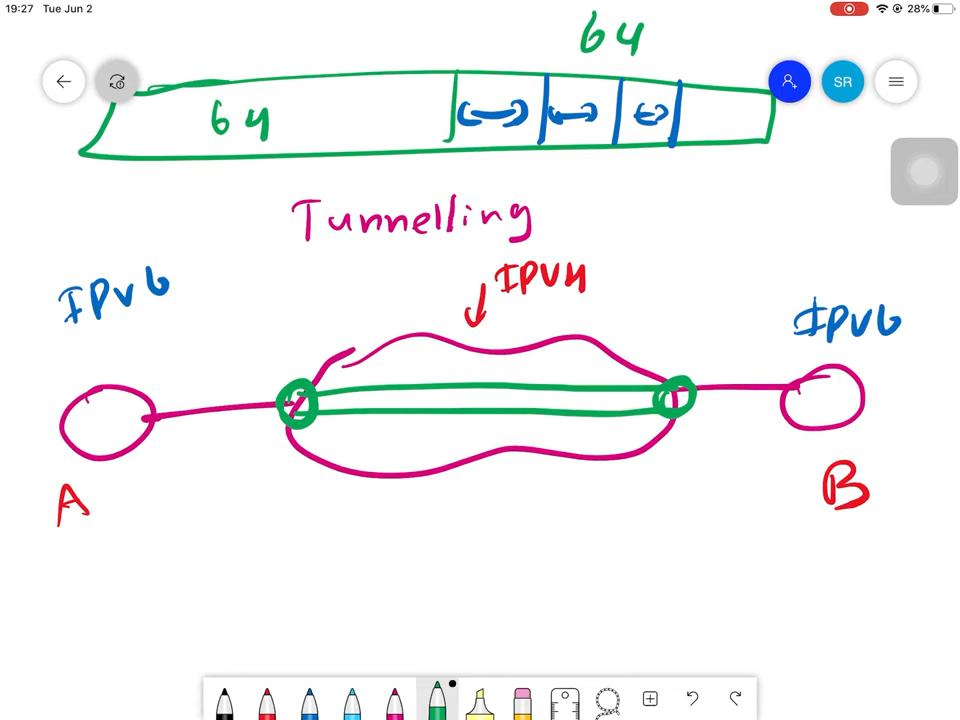 19:27 Tue Jun 2 28%
64
SR
64
Tunnelling
IPV4
IPv6 IPv6
A B